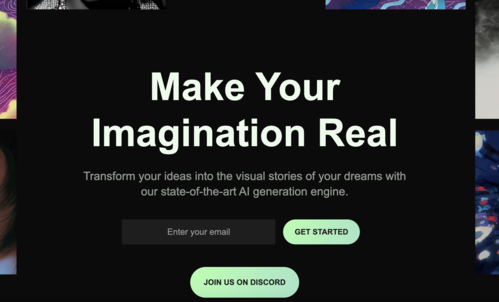 Make Your
Imagination Real
Transform your ideas into the visual stories of your dreams with
our state-of-the-art AI generation engine.
Enter your email
GET STARTED
JOIN US ON DISCORD